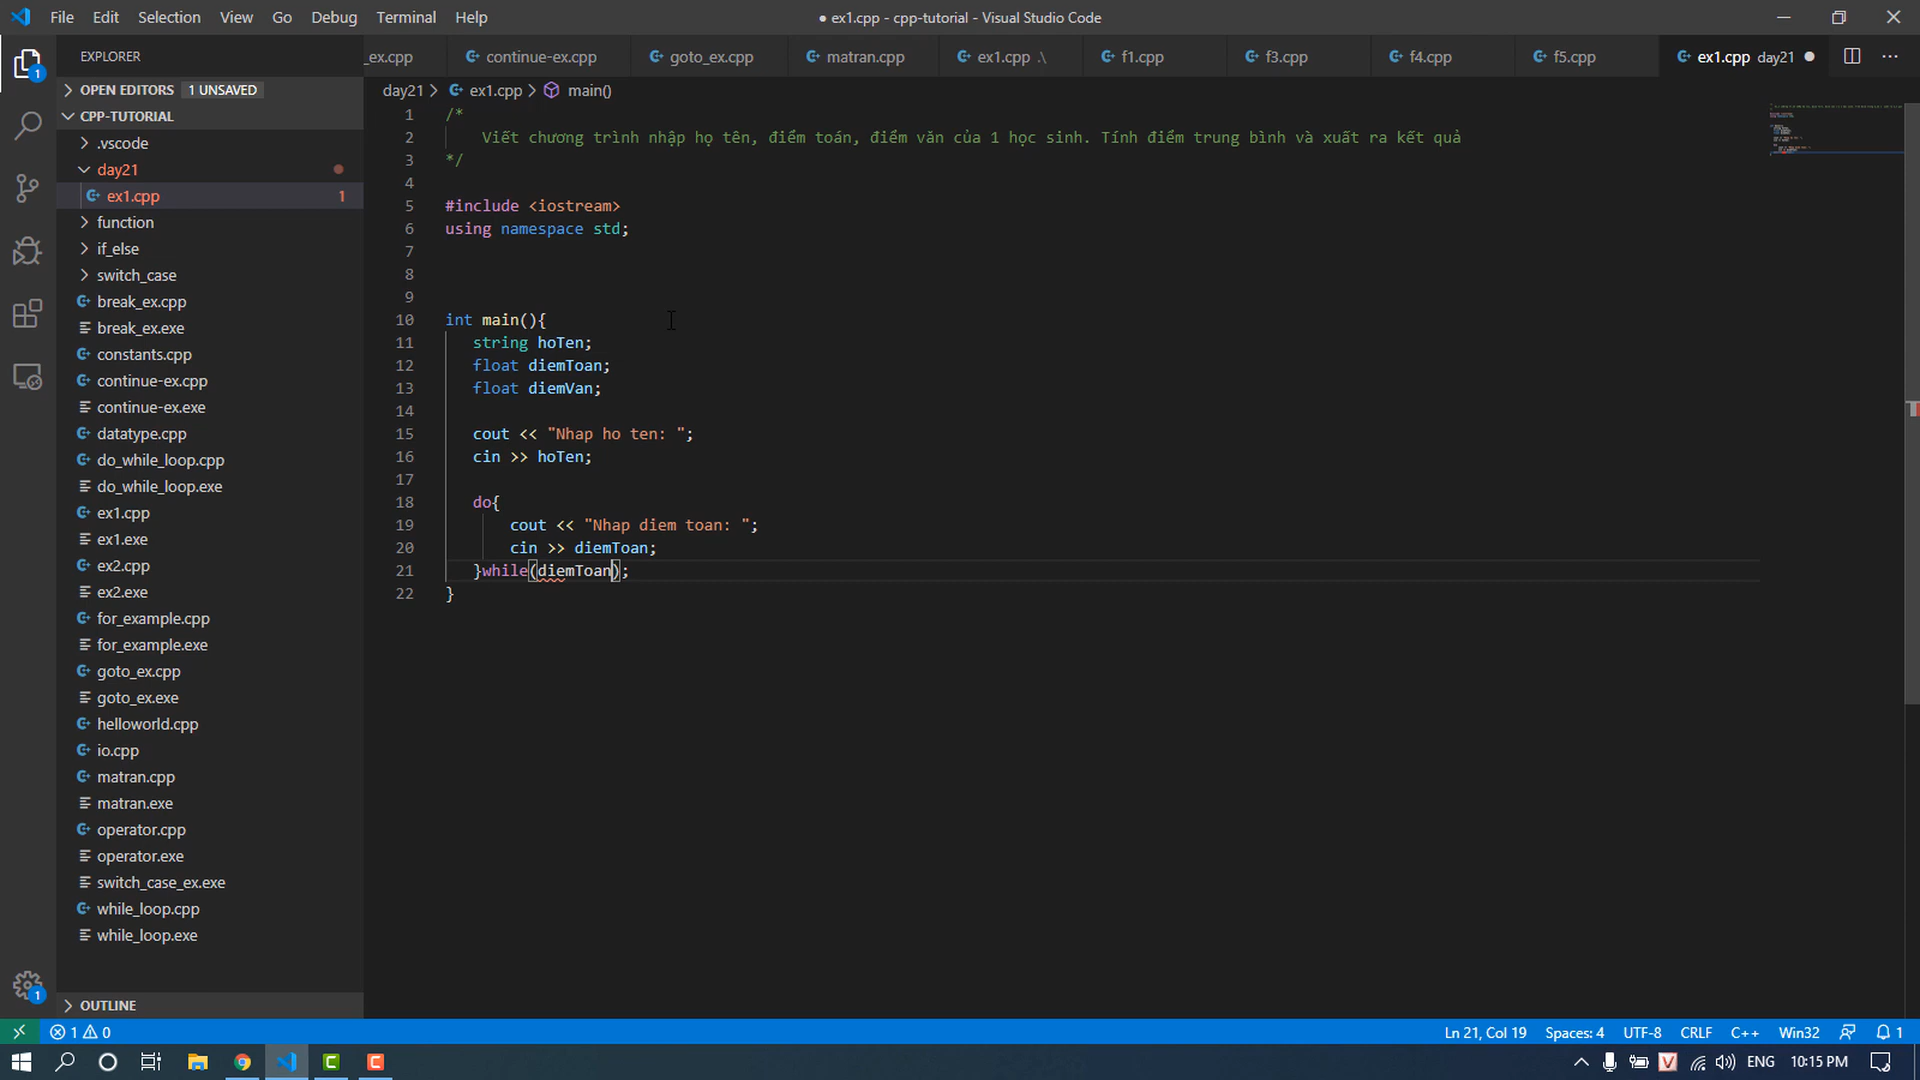 File Edit Selection View Go Debug Terminal Help
● ex1.cpp - cpp-tutorial - Visual Studio Code
EXPLORER
_ex.cpp continue-ex.cpp goto_ex.cpp matran.cpp ex1.cpp .\ f1.cpp f3.cpp f4.cpp f5.cpp ex1.cpp day21
OPEN EDITORS 1 UNSAVED
CPP-TUTORIAL
.vscode
day21
ex1.cpp 1
function
if_else
switch_case
break_ex.cpp
break_ex.exe
constants.cpp
continue-ex.cpp
continue-ex.exe
datatype.cpp
do_while_loop.cpp
do_while_loop.exe
ex1.cpp
ex1.exe
ex2.cpp
ex2.exe
for_example.cpp
for_example.exe
goto_ex.cpp
goto_ex.exe
helloworld.cpp
io.cpp
matran.cpp
matran.exe
operator.cpp
operator.exe
switch_case_ex.exe
while_loop.cpp
while_loop.exe
OUTLINE
1
1
day21 > ex1.cpp > main()
1 /*
2 Viết chương trình nhập họ tên, điểm toán, điểm văn của 1 học sinh. Tính điểm trung bình và xuất ra kết quả
3 */
4
5 #include <iostream>
6 using namespace std;
7
8
9
10 int main(){
11 string hoTen;
12 float diemToan;
13 float diemVan;
14
15 cout << "Nhap ho ten: ";
16 cin >> hoTen;
17
18 do{
19 cout << "Nhap diem toan: ";
20 cin >> diemToan;
21 }while(diemToan);
22 }
1 0
Ln 21, Col 19 Spaces: 4 UTF-8 CRLF C++ Win32 1
V ENG 10:15 PM